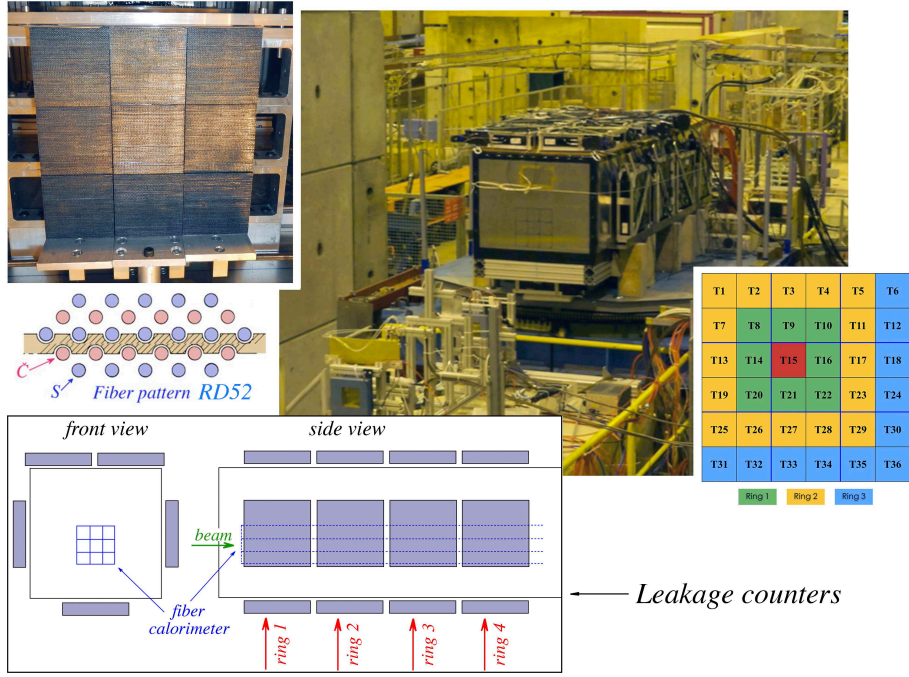 Č
S
Fiber pattern RD52
T1 T2 T3 T4 T5 T6
T7 T8 T9 T10 T11 T12
T13 T14 T15 T16 T17 T18
T19 T20 T21 T22 T23 T24
T25 T26 T27 T28 T29 T30
T31 T32 T33 T34 T35 T36
Ring 1 Ring 2 Ring 3
front view
side view
beam
fiber
calorimeter
Leakage counters
ring 1
ring 2
ring 3
ring 4